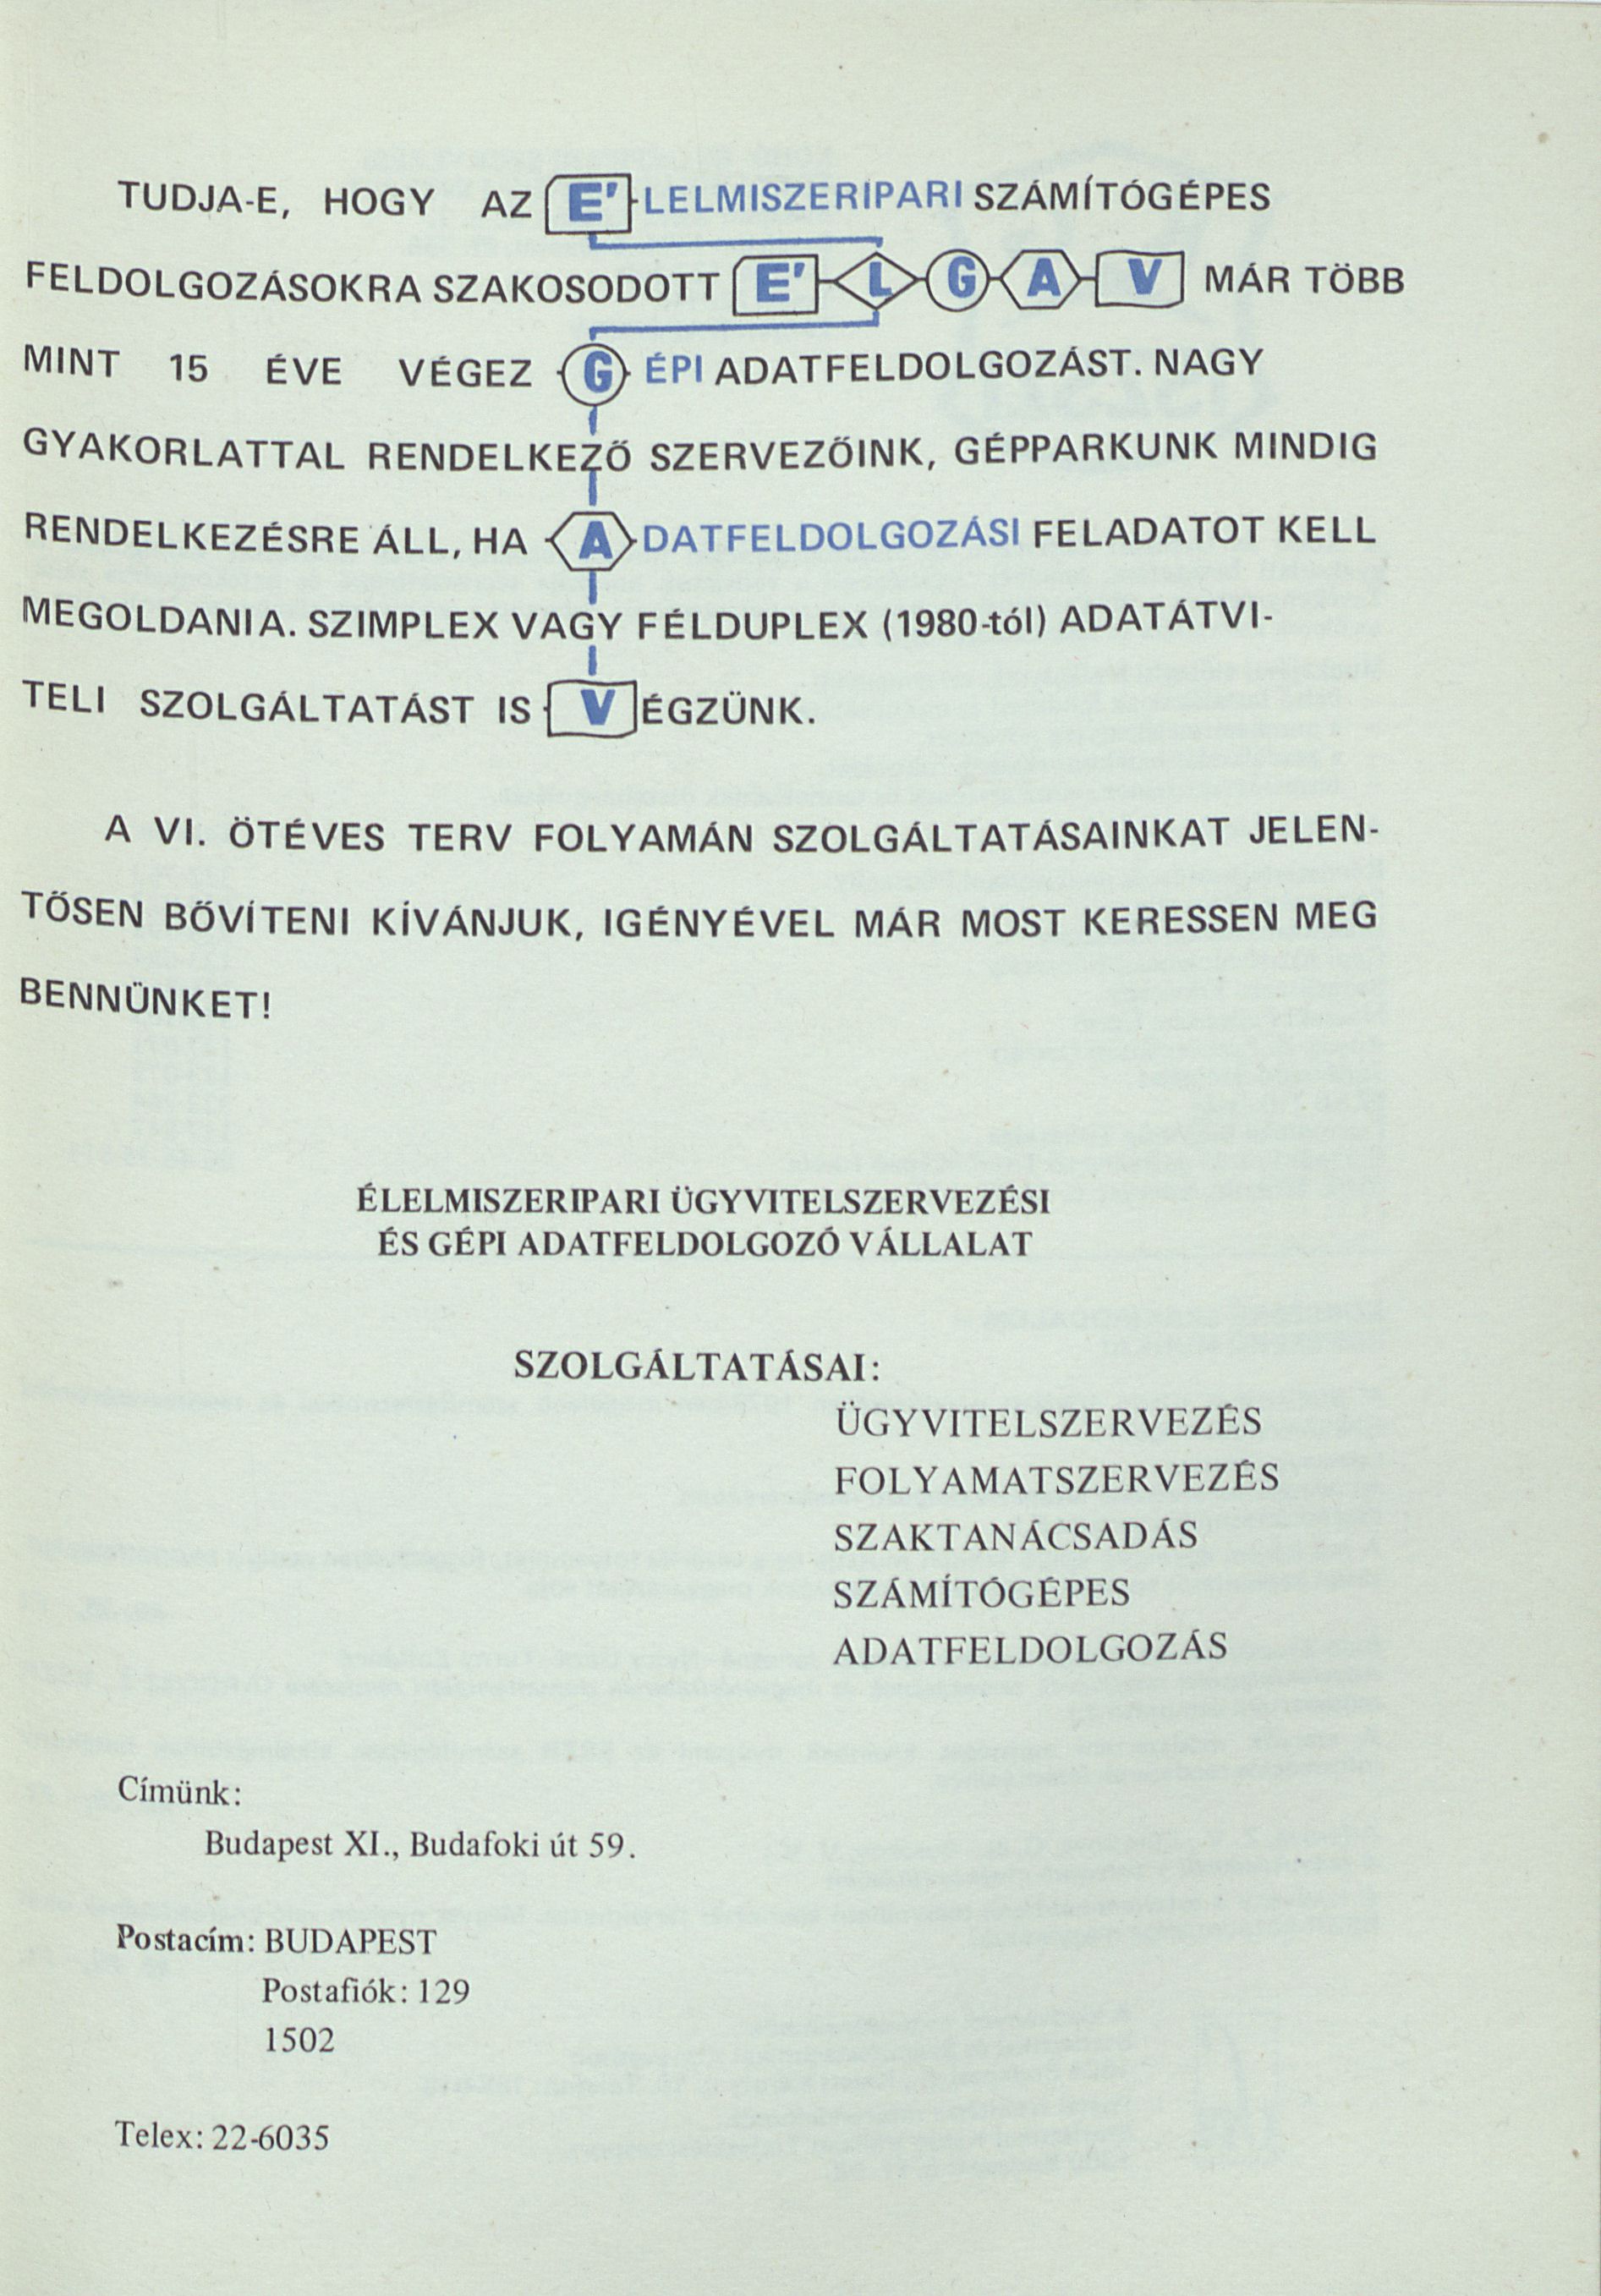 TUDJA-E, HOGY AZ E'LELMISZERIPARI SZÁMÍTÓGÉPES
FELDOLGOZÁSOKRA SZAKOSODOTT E'LGAV MÁR TÖBB
MINT 15 ÉVE VÉGEZ GÉPI ADATFELDOLGOZÁST. NAGY
GYAKORLATTAL RENDELKEZŐ SZERVEZŐINK, GÉPPARKUNK MINDIG
RENDELKEZÉSRE ÁLL, HA ADATFELDOLGOZÁSI FELADATOT KELL
MEGOLDANIA. SZIMPLEX VAGY FÉLDUPLEX (1980-tól) ADATÁTVI-
TELI SZOLGÁLTATÁST IS VÉGZÜNK.
A VI. ÖTÉVES TERV FOLYAMÁN SZOLGÁLTATÁSAINKAT JELEN-
TŐSEN BŐVÍTENI KÍVÁNJUK, IGÉNYÉVEL MÁR MOST KERESSEN MEG
BENNÜNKET!
ÉLELMISZERIPARI ÜGYVITELSZERVEZÉSI
ÉS GÉPI ADATFELDOLGOZÓ VÁLLALAT
SZOLGÁLTATÁSAI:
ÜGYVITELSZERVEZÉS
FOLYAMATSZERVEZÉS
SZAKTANÁCSADÁS
SZÁMÍTÓGÉPES
ADATFELDOLGOZÁS
Címünk:
Budapest XI., Budafoki út 59.
Postacím: BUDAPEST
Postafiók: 129
1502
Telex: 22-6035